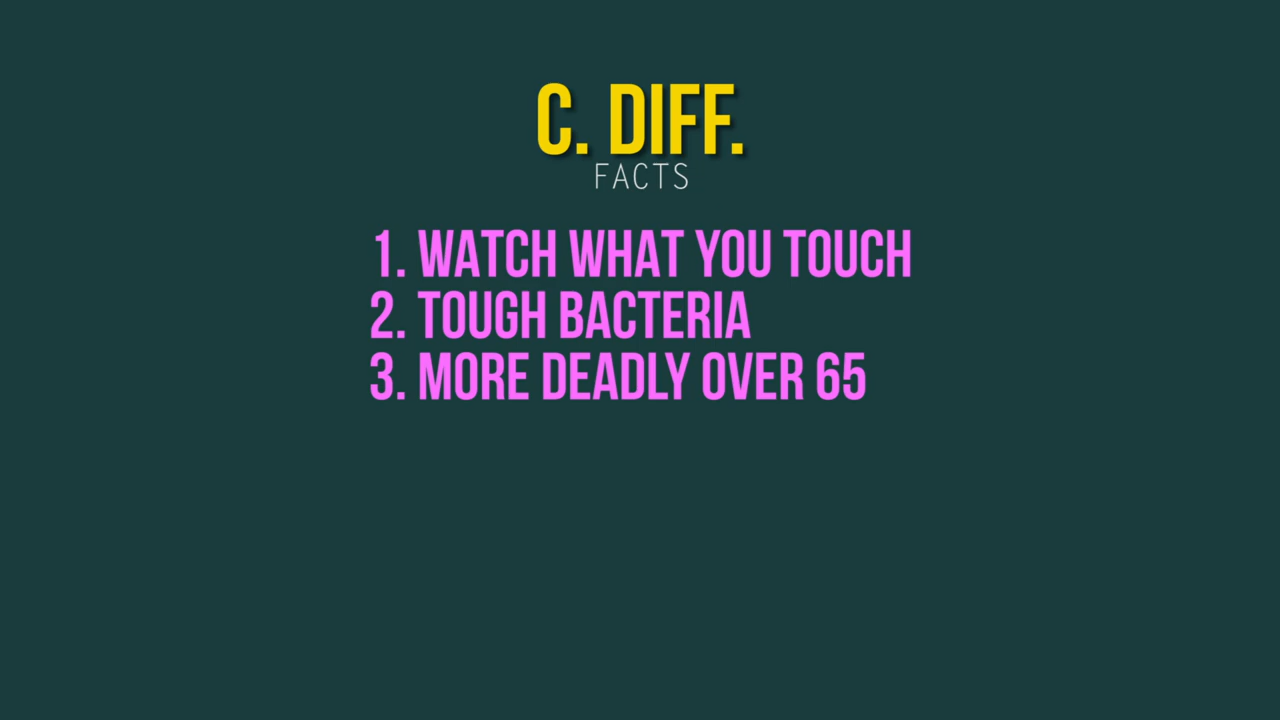 C. DIFF.
FACTS
1. WATCH WHAT YOU TOUCH
2. TOUGH BACTERIA
3. MORE DEADLY OVER 65